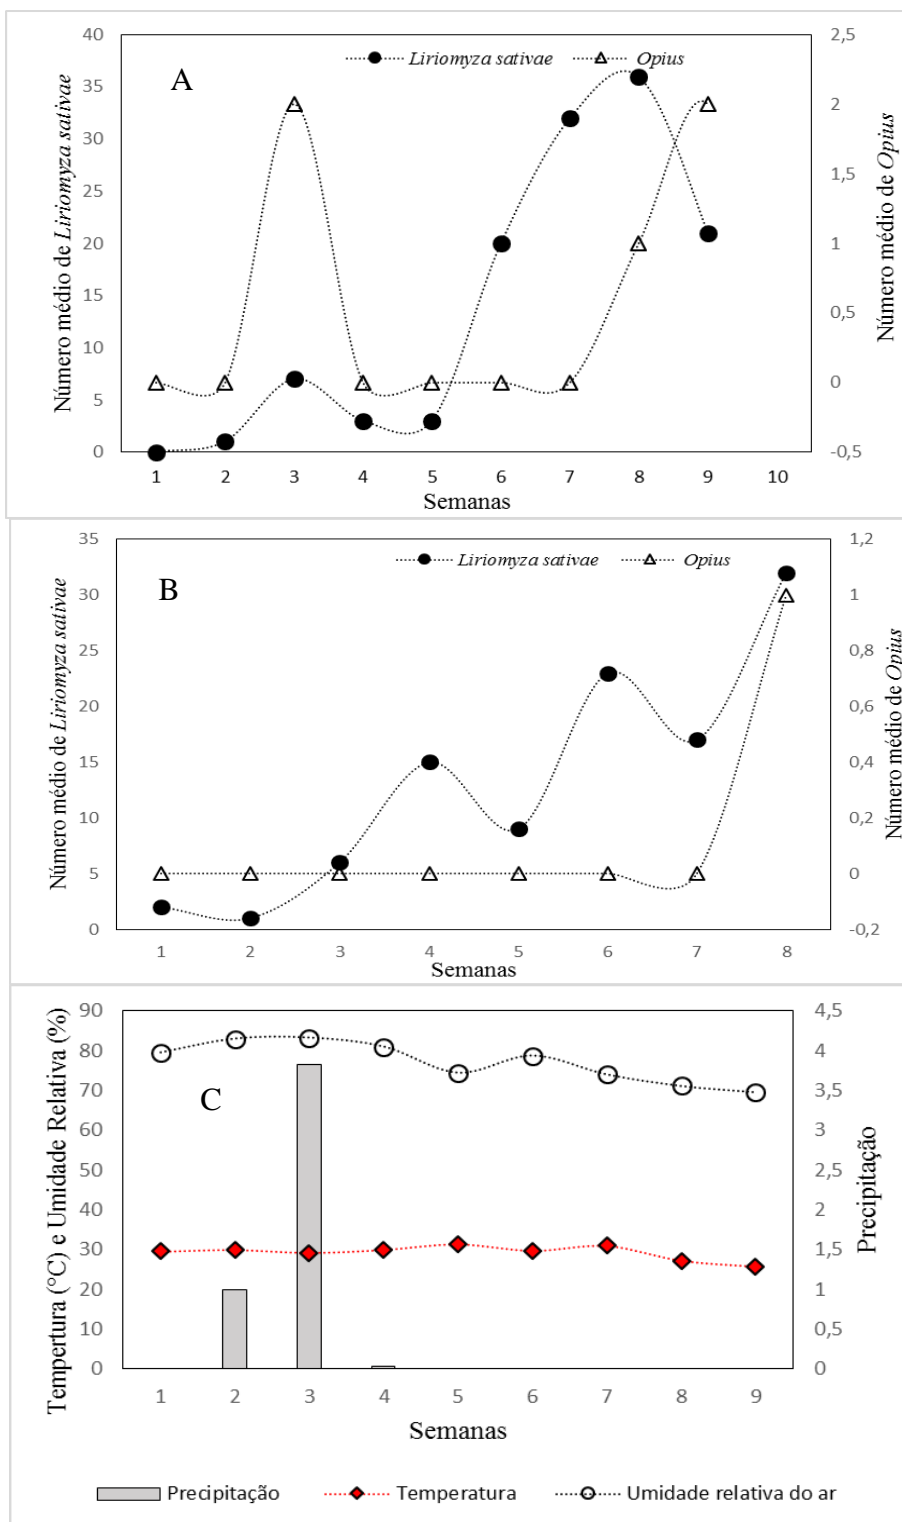 A
Liriomyza sativae Opius
Número médio de Liriomyza sativae
Número médio de Opius
40
35
30
25
20
15
10
5
0
2,5
2
1,5
1
0,5
0
-0,5
1 2 3 4 5 6 7 8 9 10
Semanas
B
Liriomyza sativae Opius
Número médio de Liriomyza sativae
Número médio de Opius
35
30
25
20
15
10
5
0
1,2
1
0,8
0,6
0,4
0,2
0
-0,2
1 2 3 4 5 6 7 8
Semanas
C
Tempertura (°C) e Umidade Relativa (%)
Precipitação
90
80
70
60
50
40
30
20
10
0
4,5
4
3,5
3
2,5
2
1,5
1
0,5
0
1 2 3 4 5 6 7 8 9
Semanas
Precipitação Temperatura Umidade relativa do ar